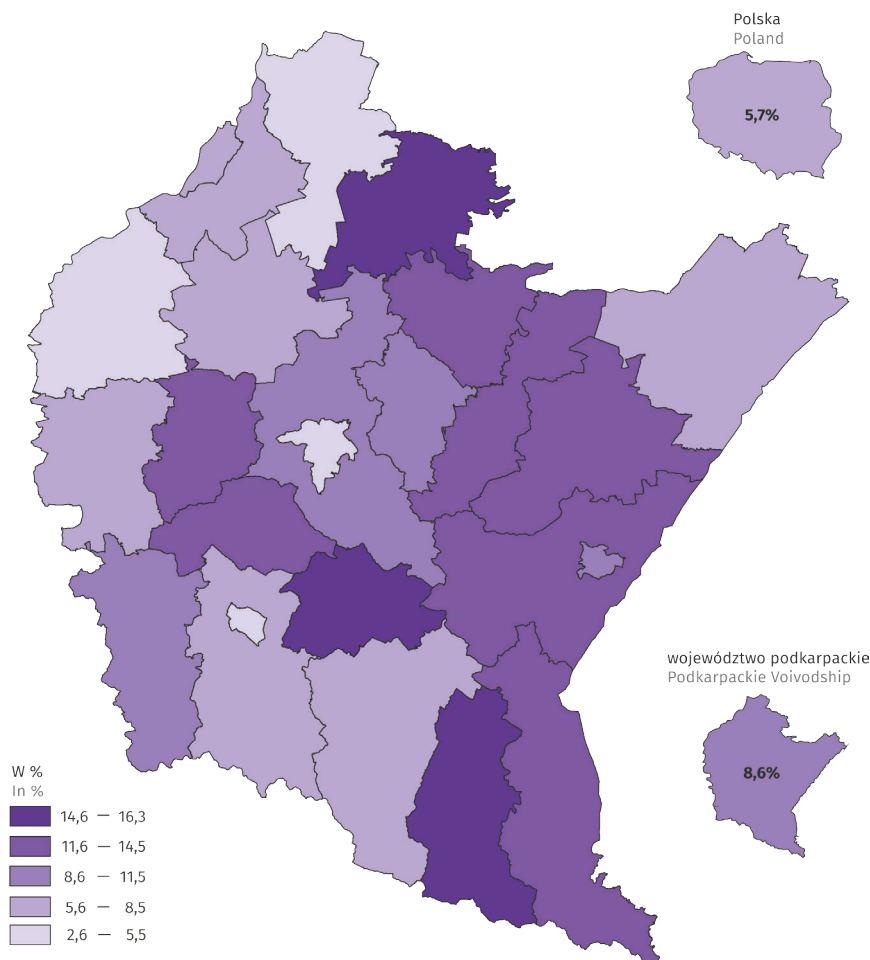 Polska
Poland
5,7%
województwo podkarpackie
Podkarpackie Voivodship
8,6%
W %
In %
14,6 — 16,3
11,6 — 14,5
8,6 — 11,5
5,6 — 8,5
2,6 — 5,5